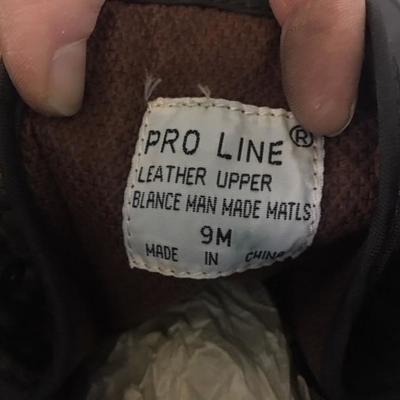 PRO LINE®
LEATHER UPPER
BLANCE MAN MADE MATLS
9M
MADE IN CHINA